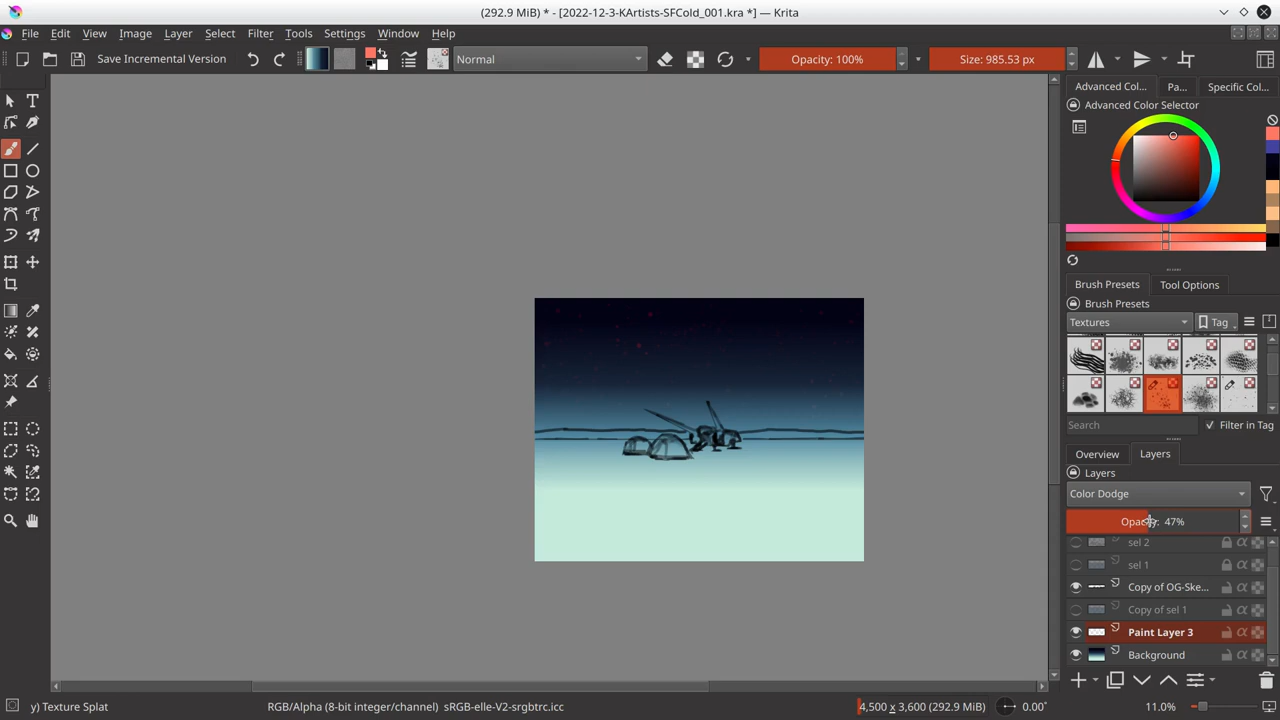 (292.9 MiB) * - [2022-12-3-KArtists-SFCold_001.kra *] — Krita
File Edit View Image Layer Select Filter Tools Settings Window Help
Save Incremental Version Normal Opacity: 100% Size: 985.53 px
Advanced Col... Pa... Specific Col...
Advanced Color Selector
Brush Presets Tool Options
Brush Presets
Textures Tag
Search Filter in Tag
Overview Layers
Layers
Color Dodge
Opacity: 47%
sel 2
sel 1
Copy of OG-Ske...
Copy of sel 1
Paint Layer 3
Background
y) Texture Splat RGB/Alpha (8-bit integer/channel) sRGB-elle-V2-srgbtrc.icc 4,500 x 3,600 (292.9 MiB) 0.00° 11.0%